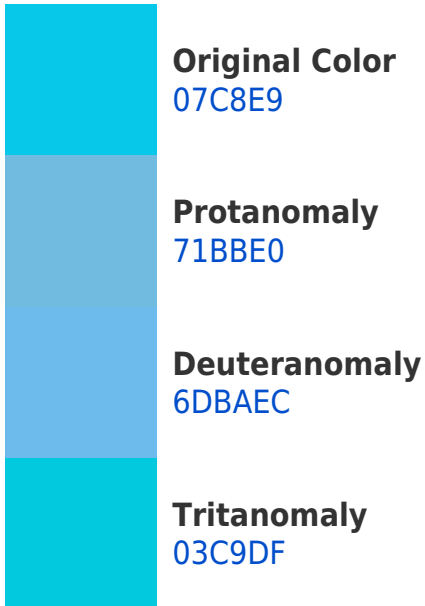 Original Color
07C8E9
Protanomaly
71BBE0
Deuteranomaly
6DBAEC
Tritanomaly
03C9DF